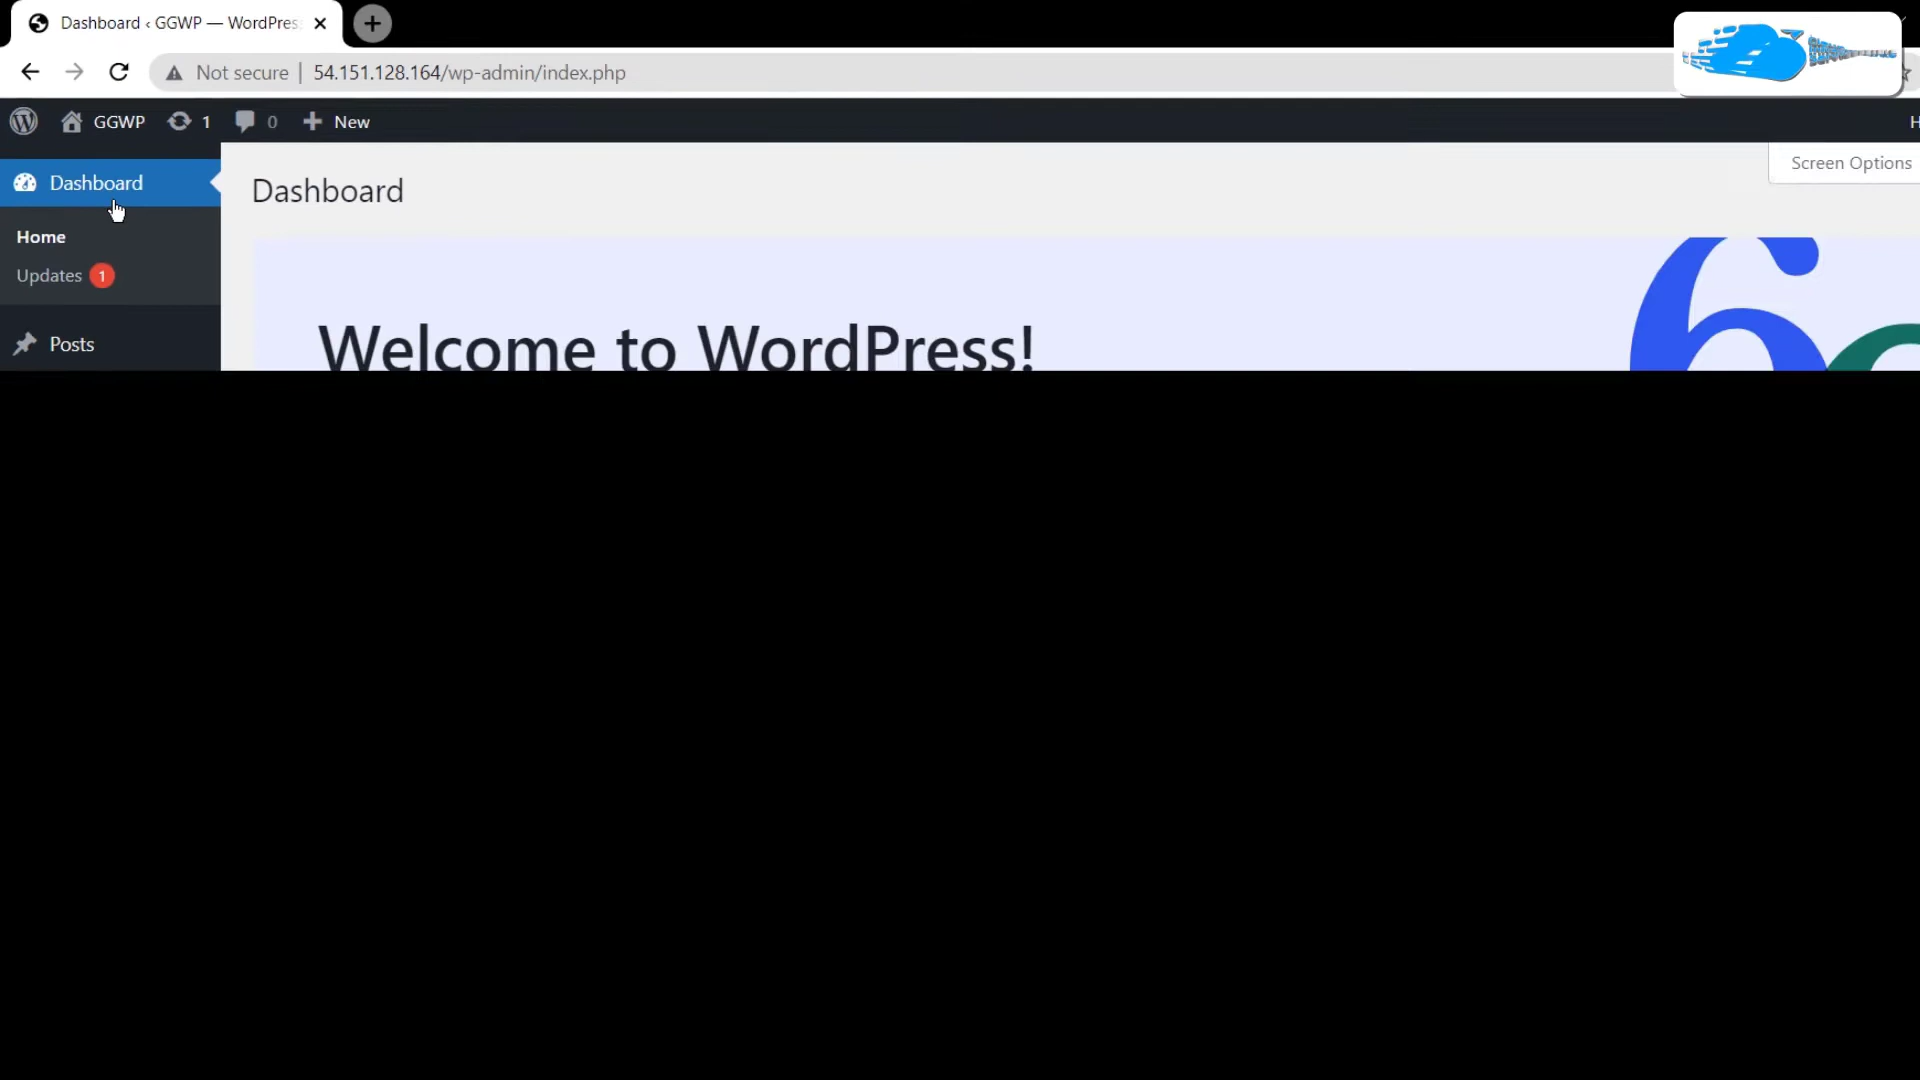 Dashboard ‹ GGWP — WordPres
Not secure | 54.151.128.164/wp-admin/index.php
GGWP 1 0 New
Screen Options
Dashboard
Dashboard
Home
Updates 1
Posts
Welcome to WordPress!